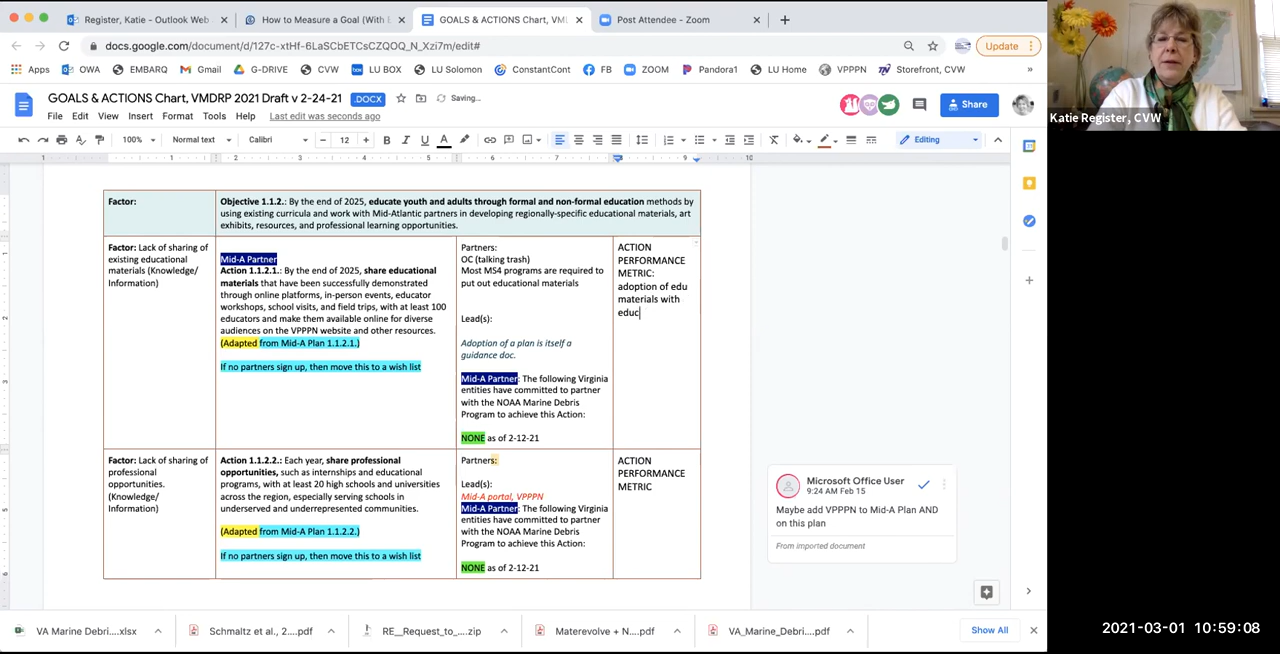 Register, Katie - Outlook Web
How to Measure a Goal (With E
GOALS & ACTIONS Chart, VML
Post Attendee - Zoom
docs.google.com/document/d/127c-xtHf-6LaSCbETCsCZQOQ_N_Xzi7m/edit#
Update
Apps
OWA
EMBARQ
Gmail
G-DRIVE
CVW
LU BOX
LU Solomos
ConstantCont
FB
ZOOM
Pandora1
LU Home
VPPPN
Storefront, CVW
»
GOALS & ACTIONS Chart, VMDRP 2021 Draft v 2-24-21
.DOCX
Saving...
File Edit View Insert Format Tools Help
Last edit was seconds ago
Share
100%
Normal text
Calibri
12
Editing
Factor:
Objective 1.1.2.: By the end of 2025, educate youth and adults through formal and non-formal education methods by
using existing curricula and work with Mid-Atlantic partners in developing regionally-specific educational materials, art
exhibits, resources, and professional learning opportunities.
Factor: Lack of sharing of
existing educational
materials (Knowledge/
Information)
Mid-A Partner
Action 1.1.2.1.: By the end of 2025, share educational
materials that have been successfully demonstrated
through online platforms, in-person events, educator
workshops, school visits, and field trips, with at least 100
educators and make them available online for diverse
audiences on the VPPPN website and other resources.
(Adapted from Mid-A Plan 1.1.2.1.)
If no partners sign up, then move this to a wish list
Partners:
OC (talking trash)
Most MS4 programs are required to
put out educational materials
Lead(s):
Adoption of a plan is itself a
guidance doc.
Mid-A Partner: The following Virginia
entities have committed to partner
with the NOAA Marine Debris
Program to achieve this Action:
NONE as of 2-12-21
ACTION
PERFORMANCE
METRIC:
adoption of edu
materials with
educ
Factor: Lack of sharing of
professional
opportunities.
(Knowledge/
Information)
Action 1.1.2.2.: Each year, share professional
opportunities, such as internships and educational
programs, with at least 20 high schools and universities
across the region, especially serving schools in
underserved and underrepresented communities.
(Adapted from Mid-A Plan 1.1.2.2.)
If no partners sign up, then move this to a wish list
Partners:
Lead(s):
Mid-A portal, VPPPN
Mid-A Partner: The following Virginia
entities have committed to partner
with the NOAA Marine Debris
Program to achieve this Action:
NONE as of 2-12-21
ACTION
PERFORMANCE
METRIC
Microsoft Office User
9:24 AM Feb 15
Maybe add VPPPN to Mid-A Plan AND
on this plan
From imported document
VA Marine Debri....xlsx
Schmaltz et al., 2....pdf
RE__Request_to_....zip
Materevolve + N....pdf
VA_Marine_Debri....pdf
Show All
Katie Register, CVW
2021-03-01 10:59:08